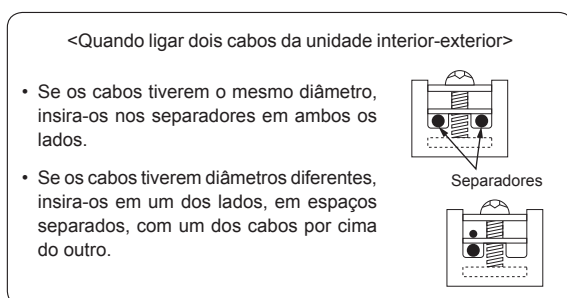 <Quando ligar dois cabos da unidade interior-exterior>
• Se os cabos tiverem o mesmo diâmetro,
insira-os nos separadores em ambos os
lados.
• Se os cabos tiverem diâmetros diferentes,
insira-os em um dos lados, em espaços
separados, com um dos cabos por cima
do outro.
Separadores